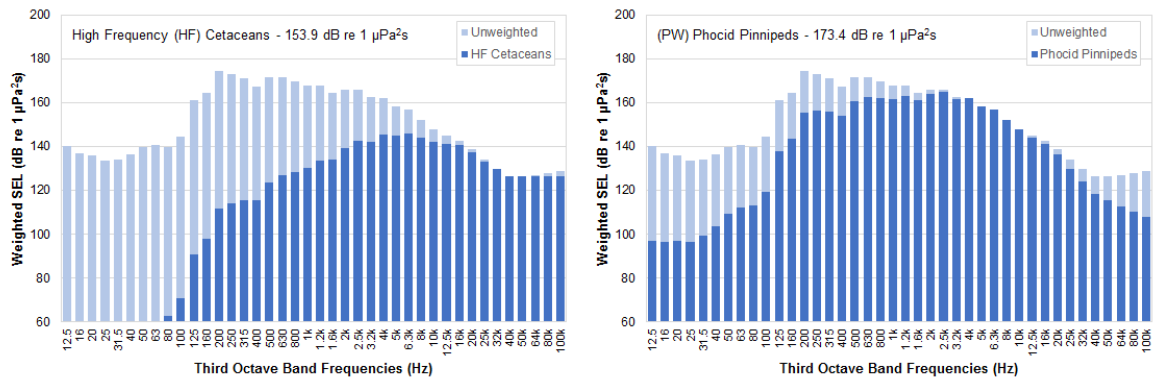 High Frequency (HF) Cetaceans - 153.9 dB re 1 µPa²s
Unweighted
HF Cetaceans
Weighted SEL (dB re 1 µPa²s)
200
180
160
140
120
100
80
60
12.5 16 20 25 31.5 40 50 63 80 100 125 160 200 250 315 400 500 630 800 1k 1.2k 1.6k 2k 2.5k 3.2k 4k 5k 6.3k 8k 10k 12.5k 16k 20k 25k 32k 40k 50k 64k 80k 100k
Third Octave Band Frequencies (Hz)
(PW) Phocid Pinnipeds - 173.4 dB re 1 µPa²s
Unweighted
Phocid Pinnipeds
Weighted SEL (dB re 1 µPa²s)
200
180
160
140
120
100
80
60
12.5 16 20 25 31.5 40 50 63 80 100 125 160 200 250 315 400 500 630 800 1k 1.2k 1.6k 2k 2.5k 3.2k 4k 5k 6.3k 8k 10k 12.5k 16k 20k 25k 32k 40k 50k 64k 80k 100k
Third Octave Band Frequencies (Hz)